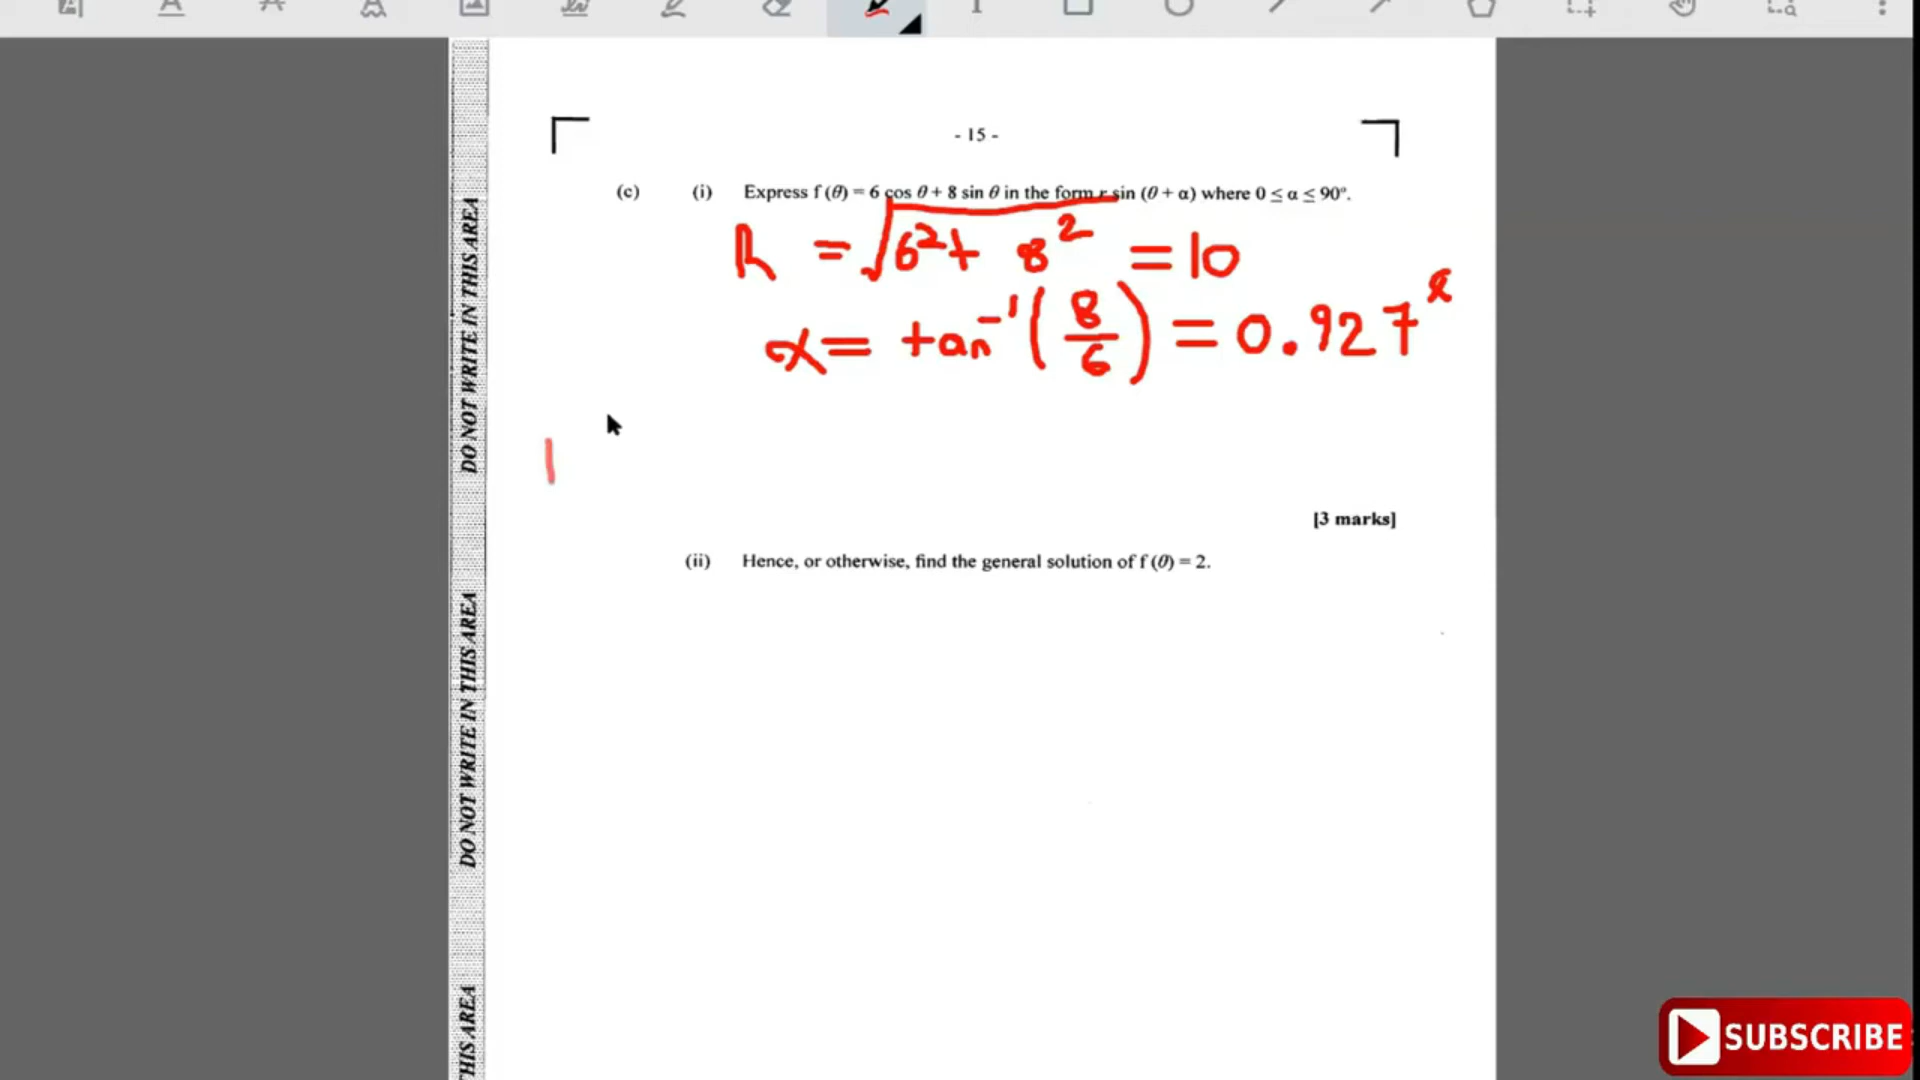 - 15 -
(c) (i) Express f (θ) = 6 cos θ + 8 sin θ in the form r sin (θ + α) where 0 ≤ α ≤ 90°.
R = √6² + 8² = 10
α = tan⁻¹(8/6) = 0.927
[3 marks]
(ii) Hence, or otherwise, find the general solution of f (θ) = 2.
DO NOT WRITE IN THIS AREA
DO NOT WRITE IN THIS AREA
THIS AREA
SUBSCRIBE